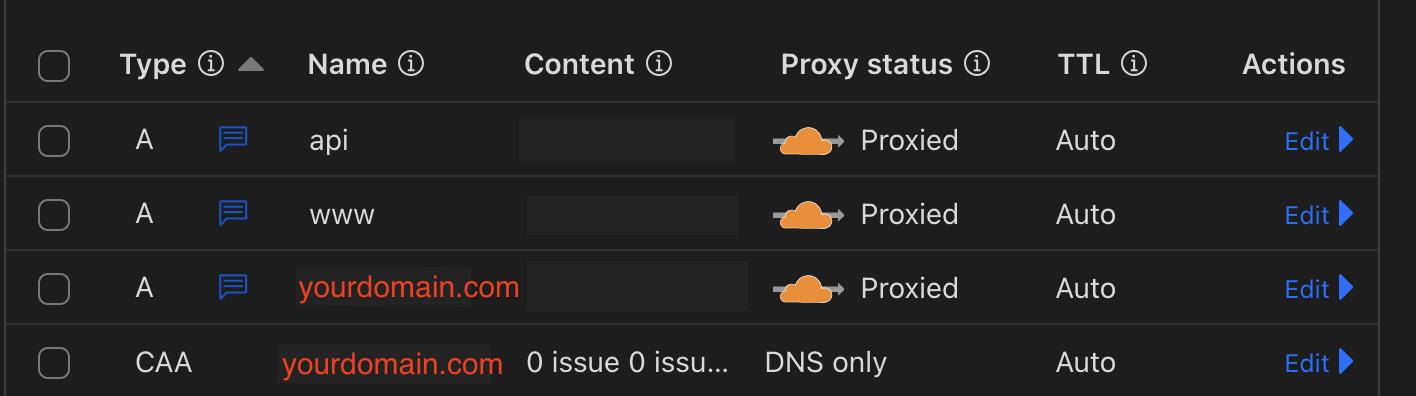 Type Name Content Proxy status TTL Actions
A api Proxied Auto Edit
A www Proxied Auto Edit
A yourdomain.com Proxied Auto Edit
CAA yourdomain.com 0 issue 0 issu... DNS only Auto Edit